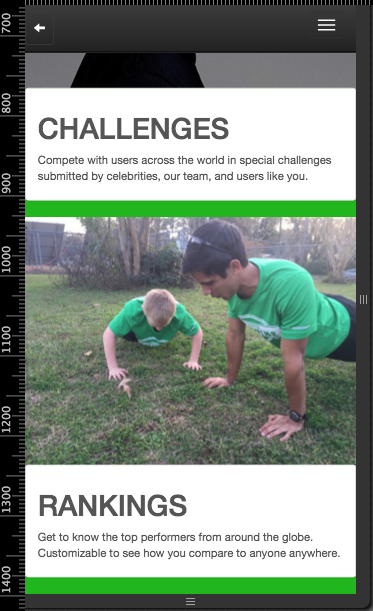 700
800
CHALLENGES
Compete with users across the world in special challenges
submitted by celebrities, our team, and users like you.
900
1000
1100
1200
RANKINGS
Get to know the top performers from around the globe.
Customizable to see how you compare to anyone anywhere.
1300
1400